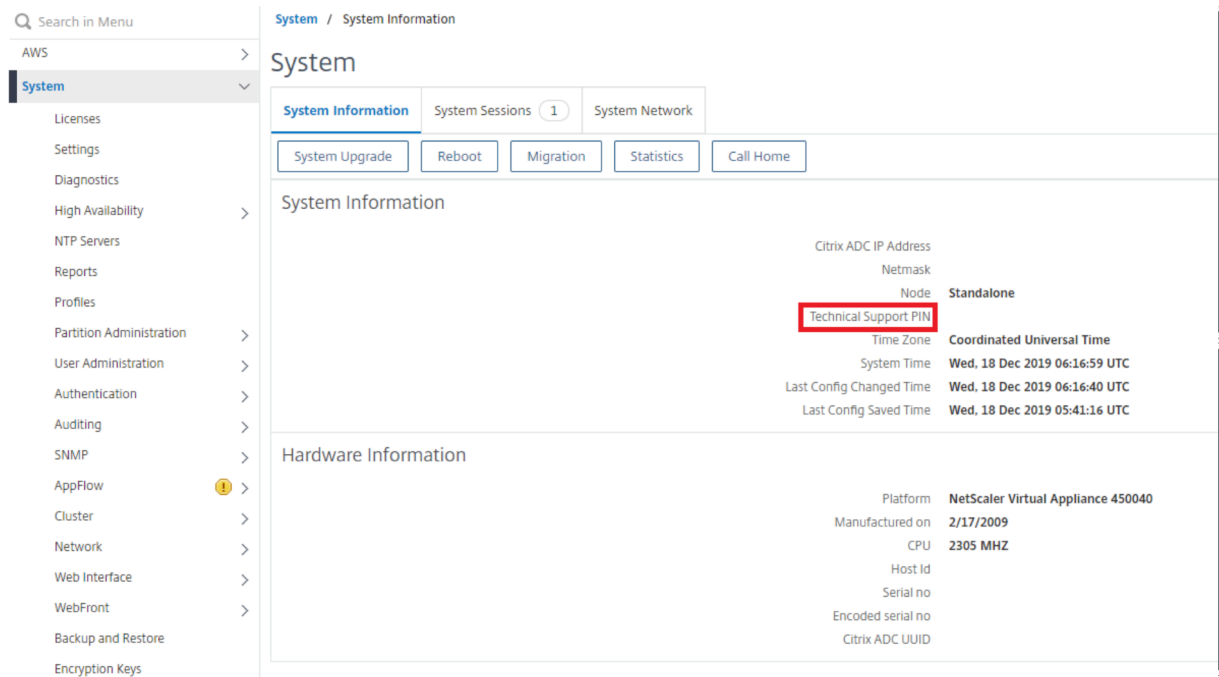 Search in Menu
AWS
System
Licenses
Settings
Diagnostics
High Availability
NTP Servers
Reports
Profiles
Partition Administration
User Administration
Authentication
Auditing
SNMP
AppFlow
Cluster
Network
Web Interface
WebFront
Backup and Restore
Encryption Keys
System / System Information
System
System Information System Sessions 1 System Network
System Upgrade Reboot Migration Statistics Call Home
System Information
Citrix ADC IP Address
Netmask
Node Standalone
Technical Support PIN
Time Zone Coordinated Universal Time
System Time Wed, 18 Dec 2019 06:16:59 UTC
Last Config Changed Time Wed, 18 Dec 2019 06:16:40 UTC
Last Config Saved Time Wed, 18 Dec 2019 05:41:16 UTC
Hardware Information
Platform NetScaler Virtual Appliance 450040
Manufactured on 2/17/2009
CPU 2305 MHZ
Host Id
Serial no
Encoded serial no
Citrix ADC UUID